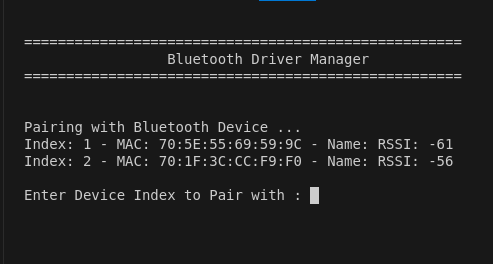 ====================================================
Bluetooth Driver Manager
====================================================
Pairing with Bluetooth Device ...
Index: 1 - MAC: 70:5E:55:69:59:9C - Name: RSSI: -61
Index: 2 - MAC: 70:1F:3C:CC:F9:F0 - Name: RSSI: -56
Enter Device Index to Pair with :